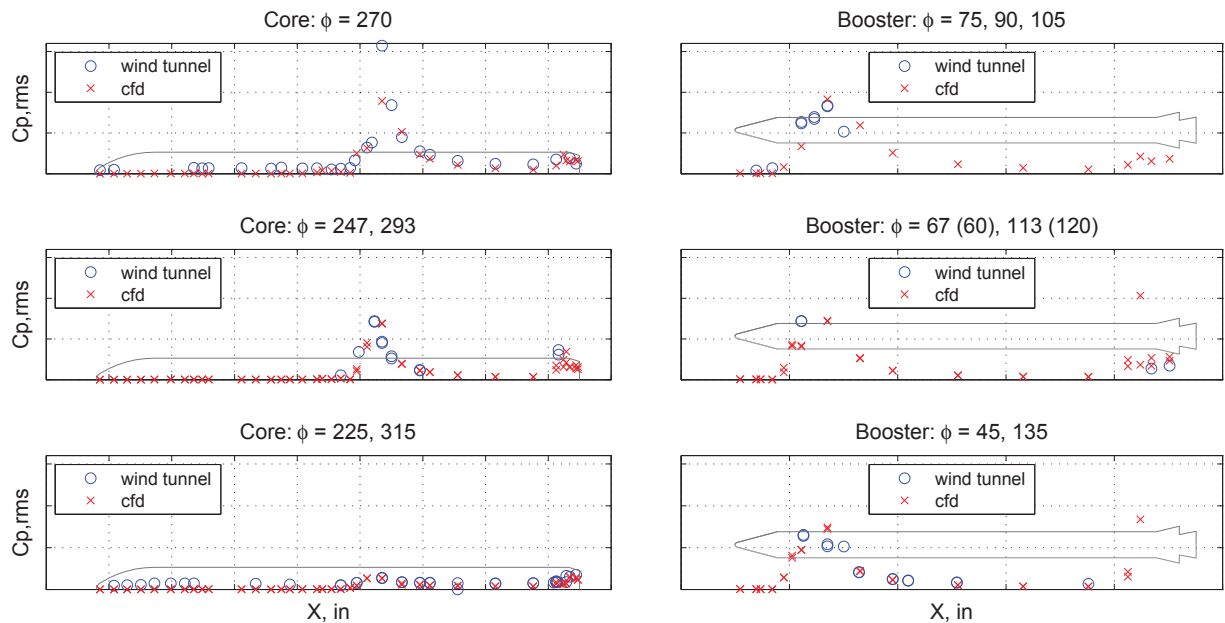 Core: ϕ = 270
wind tunnel
cfd
Cp,rms
Booster: ϕ = 75, 90, 105
wind tunnel
cfd
Core: ϕ = 247, 293
wind tunnel
cfd
Cp,rms
Booster: ϕ = 67 (60), 113 (120)
wind tunnel
cfd
Core: ϕ = 225, 315
wind tunnel
cfd
Cp,rms
X, in
Booster: ϕ = 45, 135
wind tunnel
cfd
X, in